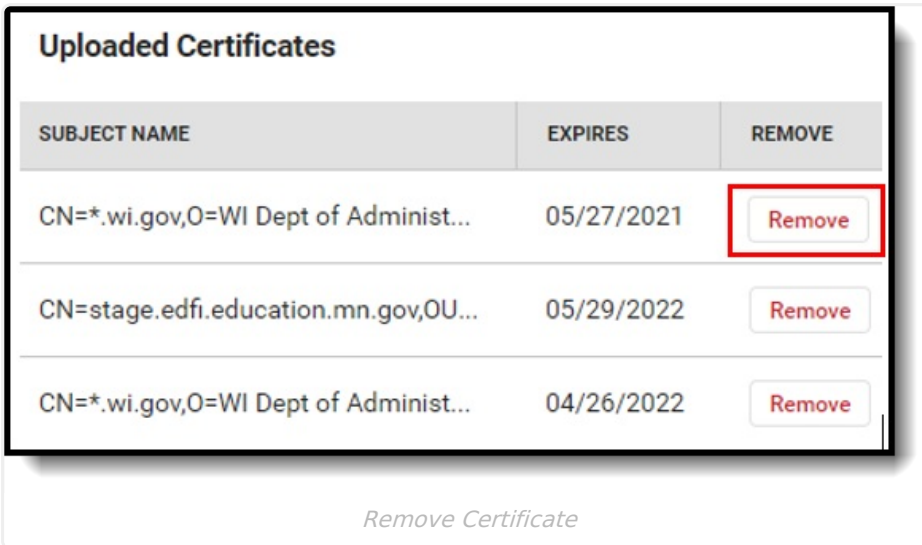 Uploaded Certificates
SUBJECT NAME EXPIRES REMOVE
CN=*.wi.gov,O=WI Dept of Administ... 05/27/2021 Remove
CN=stage.edfi.education.mn.gov,OU... 05/29/2022 Remove
CN=*.wi.gov,O=WI Dept of Administ... 04/26/2022 Remove
Remove Certificate